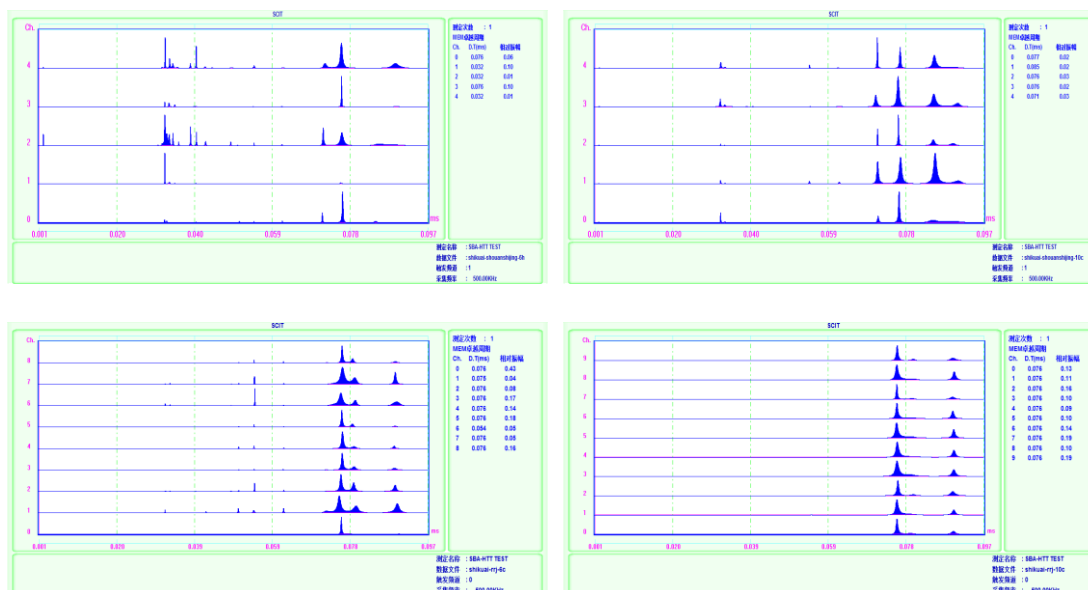 SCIT
Ch.
4
3
2
1
0
0.001 0.020 0.040 0.059 0.078 0.097
ms
测定次数 : 1
MEM卓越周期
Ch. D.T(ms) 相对振幅
0 0.076 0.06
1 0.032 0.10
2 0.032 0.01
3 0.076 0.10
4 0.032 0.01
测定名称 : SBA-HTT TEST
数据文件 : shikuai-shouanshijing-6b
触发频道 : 1
采集频率 : 500.00KHz
SCIT
Ch.
4
3
2
1
0
0.001 0.020 0.040 0.059 0.078 0.097
ms
测定次数 : 1
MEM卓越周期
Ch. D.T(ms) 相对振幅
0 0.077 0.02
1 0.085 0.02
2 0.076 0.03
3 0.076 0.02
4 0.071 0.03
测定名称 : SBA-HTT TEST
数据文件 : shikuai-shouanshijing-10c
触发频道 : 1
采集频率 : 500.00KHz
SCIT
Ch.
8
7
6
5
4
3
2
1
0
0.001 0.020 0.039 0.058 0.078 0.097
ms
测定次数 : 1
MEM卓越周期
Ch. D.T(ms) 相对振幅
0 0.076 0.43
1 0.075 0.04
2 0.076 0.08
3 0.076 0.17
4 0.076 0.14
5 0.076 0.18
6 0.054 0.05
7 0.076 0.05
8 0.076 0.16
测定名称 : SBA-HTT TEST
数据文件 : shikuai-rrj-6c
触发频道 : 0
采集频率 : 500.00KHz
SCIT
Ch.
9
8
7
6
5
4
3
2
1
0
0.001 0.020 0.039 0.059 0.078 0.097
ms
测定次数 : 1
MEM卓越周期
Ch. D.T(ms) 相对振幅
0 0.076 0.13
1 0.076 0.11
2 0.076 0.16
3 0.076 0.10
4 0.076 0.09
5 0.076 0.10
6 0.076 0.14
7 0.076 0.19
8 0.076 0.10
9 0.076 0.19
测定名称 : SBA-HTT TEST
数据文件 : shikuai-rrj-10c
触发频道 : 0
采集频率 : 500.00KHz